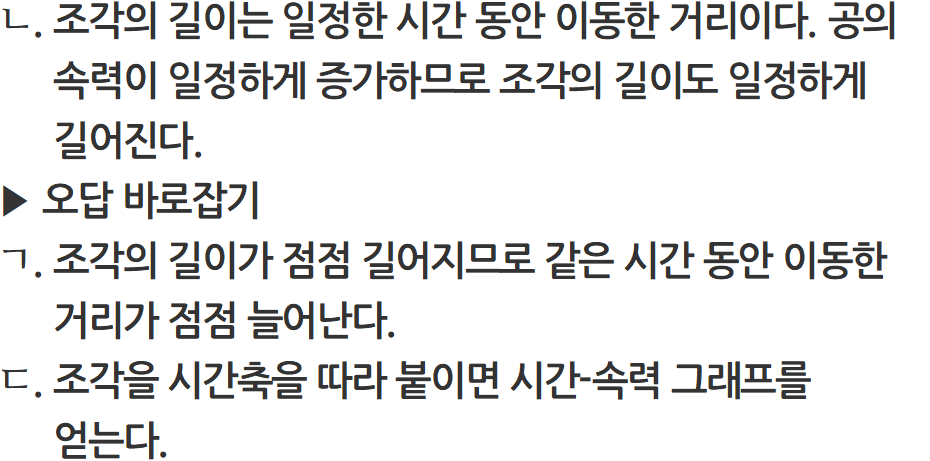 ㄴ. 조각의 길이는 일정한 시간 동안 이동한 거리이다. 공의
속력이 일정하게 증가하므로 조각의 길이도 일정하게
길어진다.
▶ 오답 바로잡기
ㄱ. 조각의 길이가 점점 길어지므로 같은 시간 동안 이동한
거리가 점점 늘어난다.
ㄷ. 조각을 시간축을 따라 붙이면 시간-속력 그래프를
얻는다.